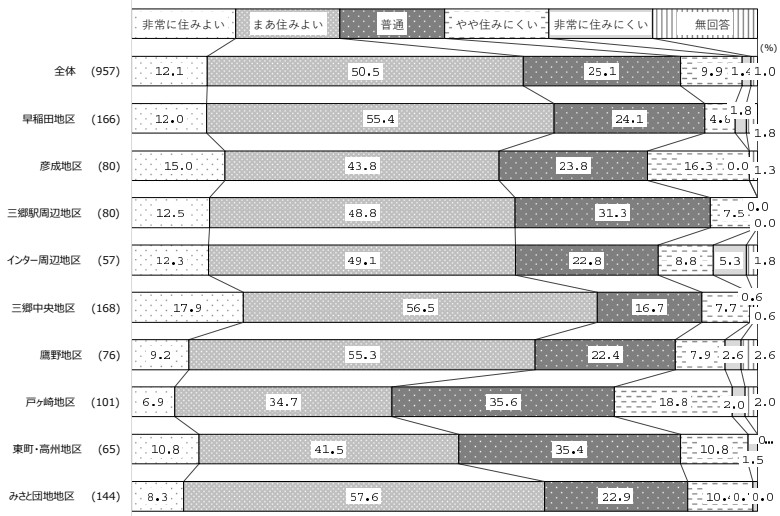 非常に住みよい まあ住みよい 普通 やや住みにくい 非常に住みにくい 無回答
(%)
全体 (957) 12.1 50.5 25.1 9.9 1.4 1.0
早稲田地区 (166) 12.0 55.4 24.1 4.8 1.8 1.8
彦成地区 (80) 15.0 43.8 23.8 16.3 0.0 1.3
三郷駅周辺地区 (80) 12.5 48.8 31.3 7.5 0.0 0.0
インター周辺地区 (57) 12.3 49.1 22.8 8.8 5.3 1.8
三郷中央地区 (168) 17.9 56.5 16.7 7.7 0.6 0.6
鷹野地区 (76) 9.2 55.3 22.4 7.9 2.6 2.6
戸ヶ崎地区 (101) 6.9 34.7 35.6 18.8 2.0 2.0
東町・高州地区 (65) 10.8 41.5 35.4 10.8 0… 1.5
みさと団地地区 (144) 8.3 57.6 22.9 10.4 0.0